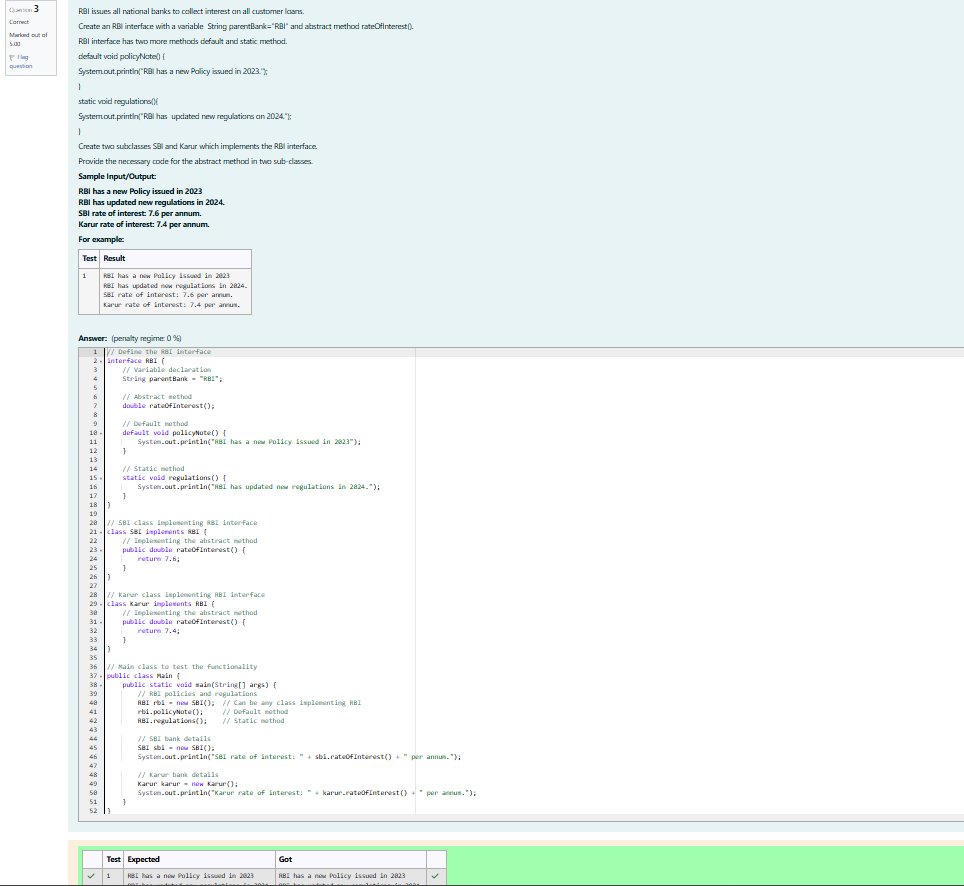 Question 3
Correct
Marked out of
5.00
Flag
question
RBI issues all national banks to collect interest on all customer loans.
Create an RBI interface with a variable String parentBank="RBI" and abstract method rateOfInterest().
RBI interface has two more methods default and static method.
default void policyNote() {
System.out.println("RBI has a new Policy issued in 2023.");
}
static void regulations(){
System.out.println("RBI has updated new regulations on 2024.");
}
Create two subclasses SBI and Karur which implements the RBI interface.
Provide the necessary code for the abstract method in two sub-classes.
Sample Input/Output:
RBI has a new Policy issued in 2023
RBI has updated new regulations in 2024.
SBI rate of interest: 7.6 per annum.
Karur rate of interest: 7.4 per annum.
For example:
Test Result
1 RBI has a new Policy issued in 2023
RBI has updated new regulations in 2024.
SBI rate of interest: 7.6 per annum.
Karur rate of interest: 7.4 per annum.
Answer: (penalty regime: 0 %)
1 // Define the RBI interface
2 interface RBI {
3 // Variable declaration
4 String parentBank = "RBI";
5
6 // Abstract method
7 double rateOfInterest();
8
9 // Default method
10 default void policyNote() {
11 System.out.println("RBI has a new Policy issued in 2023");
12 }
13
14 // Static method
15 static void regulations() {
16 System.out.println("RBI has updated new regulations in 2024.");
17 }
18 }
19
20 // SBI class implementing RBI interface
21 class SBI implements RBI {
22 // Implementing the abstract method
23 public double rateOfInterest() {
24 return 7.6;
25 }
26 }
27
28 // Karur class implementing RBI interface
29 class Karur implements RBI {
30 // Implementing the abstract method
31 public double rateOfInterest() {
32 return 7.4;
33 }
34 }
35
36 // Main class to test the functionality
37 public class Main {
38 public static void main(String[] args) {
39 // RBI policies and regulations
40 RBI rbi = new SBI(); // Can be any class implementing RBI
41 rbi.policyNote(); // Default method
42 RBI.regulations(); // Static method
43
44 // SBI bank details
45 SBI sbi = new SBI();
46 System.out.println("SBI rate of interest: " + sbi.rateOfInterest() + " per annum.");
47
48 // Karur bank details
49 Karur karur = new Karur();
50 System.out.println("Karur rate of interest: " + karur.rateOfInterest() + " per annum.");
51 }
52 }
Test Expected Got
1 RBI has a new Policy issued in 2023 RBI has a new Policy issued in 2023